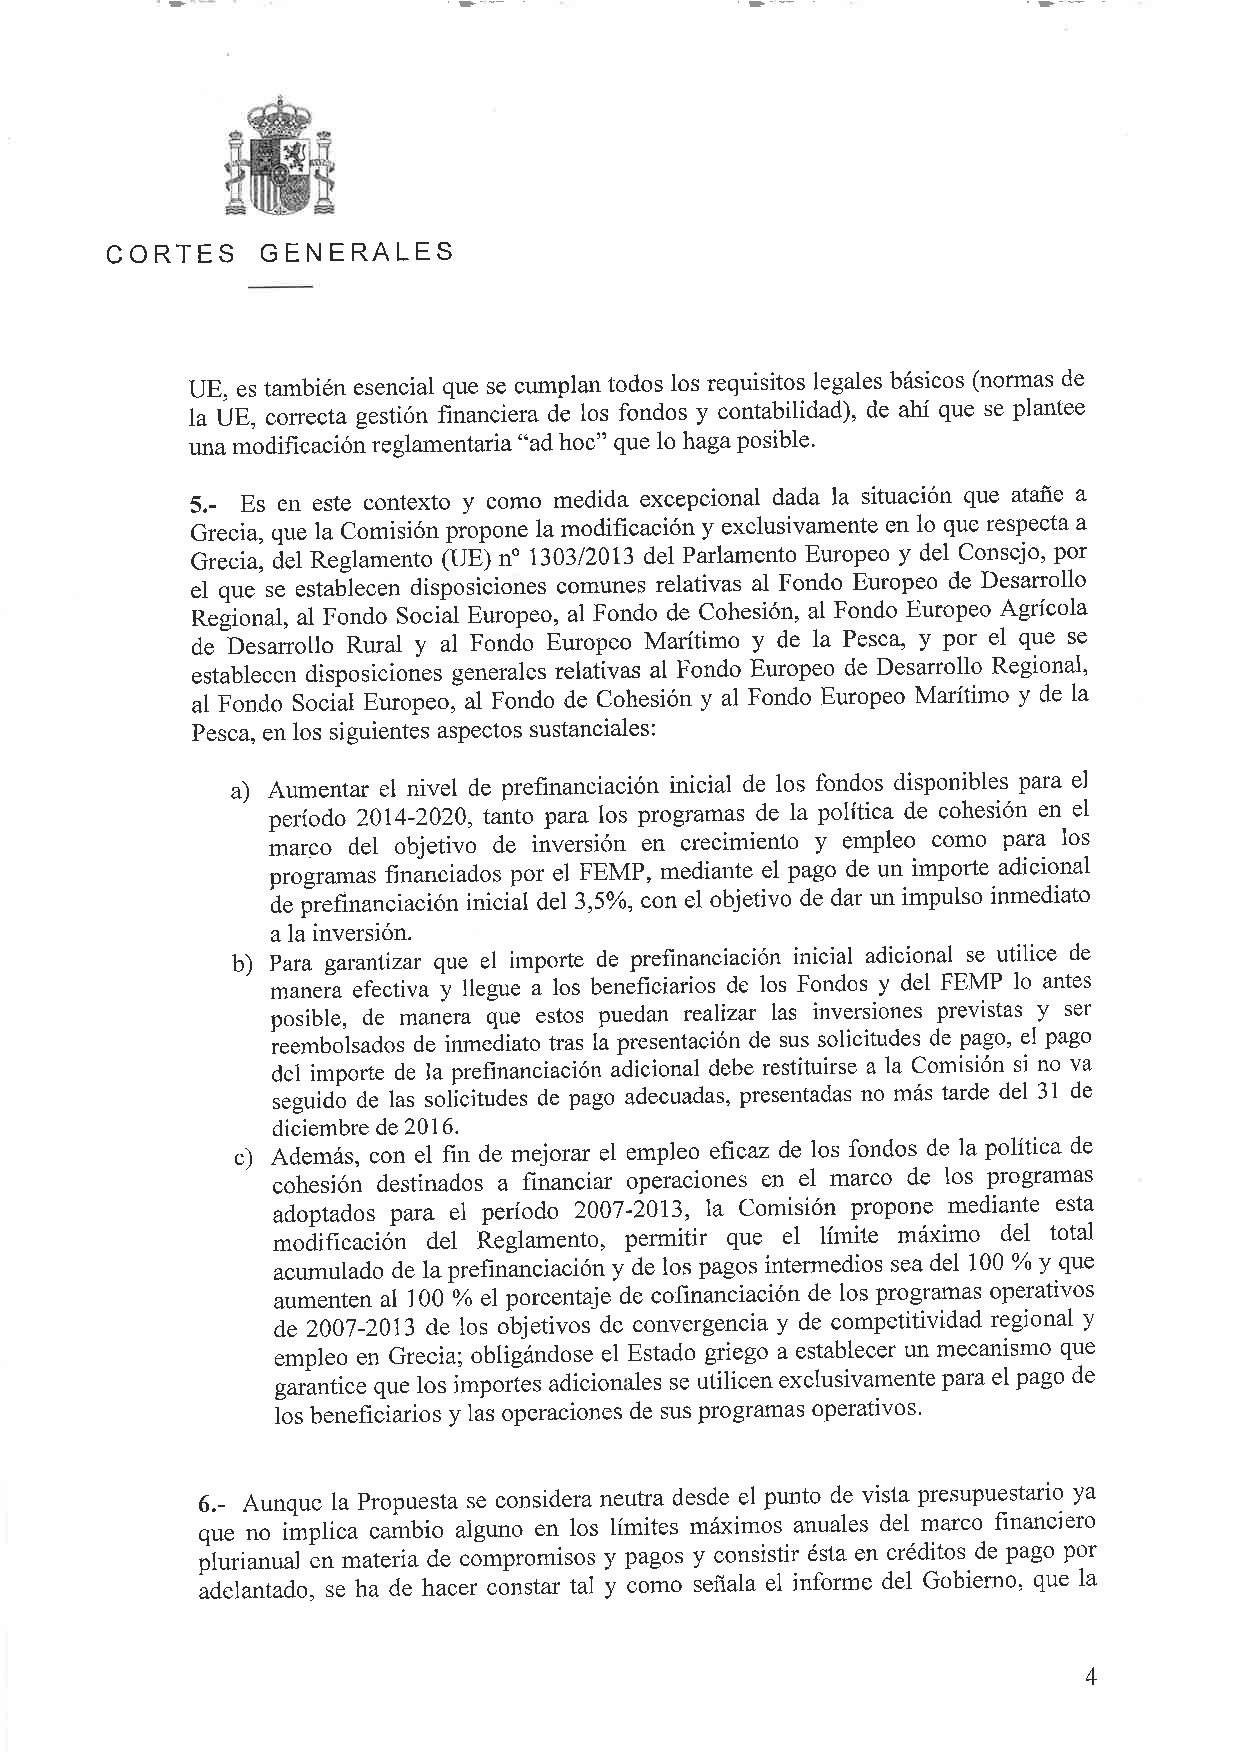 CORTES GENERALES
UE, es también esencial que se cumplan todos los requisitos legales básicos (normas de
la UE, correcta gestión financiera de los fondos y contabilidad), de ahí que se plantee
una modificación reglamentaria “ad hoc” que lo haga posible.
5.- Es en este contexto y como medida excepcional dada la situación que atañe a
Grecia, que la Comisión propone la modificación y exclusivamente en lo que respecta a
Grecia, del Reglamento (UE) nº 1303/2013 del Parlamento Europeo y del Consejo, por
el que se establecen disposiciones comunes relativas al Fondo Europeo de Desarrollo
Regional, al Fondo Social Europeo, al Fondo de Cohesión, al Fondo Europeo Agrícola
de Desarrollo Rural y al Fondo Europeo Marítimo y de la Pesca, y por el que se
establecen disposiciones generales relativas al Fondo Europeo de Desarrollo Regional,
al Fondo Social Europeo, al Fondo de Cohesión y al Fondo Europeo Marítimo y de la
Pesca, en los siguientes aspectos sustanciales:
a) Aumentar el nivel de prefinanciación inicial de los fondos disponibles para el
período 2014-2020, tanto para los programas de la política de cohesión en el
marco del objetivo de inversión en crecimiento y empleo como para los
programas financiados por el FEMP, mediante el pago de un importe adicional
de prefinanciación inicial del 3,5%, con el objetivo de dar un impulso inmediato
a la inversión.
b) Para garantizar que el importe de prefinanciación inicial adicional se utilice de
manera efectiva y llegue a los beneficiarios de los Fondos y del FEMP lo antes
posible, de manera que estos puedan realizar las inversiones previstas y ser
reembolsados de inmediato tras la presentación de sus solicitudes de pago, el pago
del importe de la prefinanciación adicional debe restituirse a la Comisión si no va
seguido de las solicitudes de pago adecuadas, presentadas no más tarde del 31 de
diciembre de 2016.
c) Además, con el fin de mejorar el empleo eficaz de los fondos de la política de
cohesión destinados a financiar operaciones en el marco de los programas
adoptados para el período 2007-2013, la Comisión propone mediante esta
modificación del Reglamento, permitir que el límite máximo del total
acumulado de la prefinanciación y de los pagos intermedios sea del 100 % y que
aumenten al 100 % el porcentaje de cofinanciación de los programas operativos
de 2007-2013 de los objetivos de convergencia y de competitividad regional y
empleo en Grecia; obligándose el Estado griego a establecer un mecanismo que
garantice que los importes adicionales se utilicen exclusivamente para el pago de
los beneficiarios y las operaciones de sus programas operativos.
6.- Aunque la Propuesta se considera neutra desde el punto de vista presupuestario ya
que no implica cambio alguno en los límites máximos anuales del marco financiero
plurianual en materia de compromisos y pagos y consistir ésta en créditos de pago por
adelantado, se ha de hacer constar tal y como señala el informe del Gobierno, que la
4